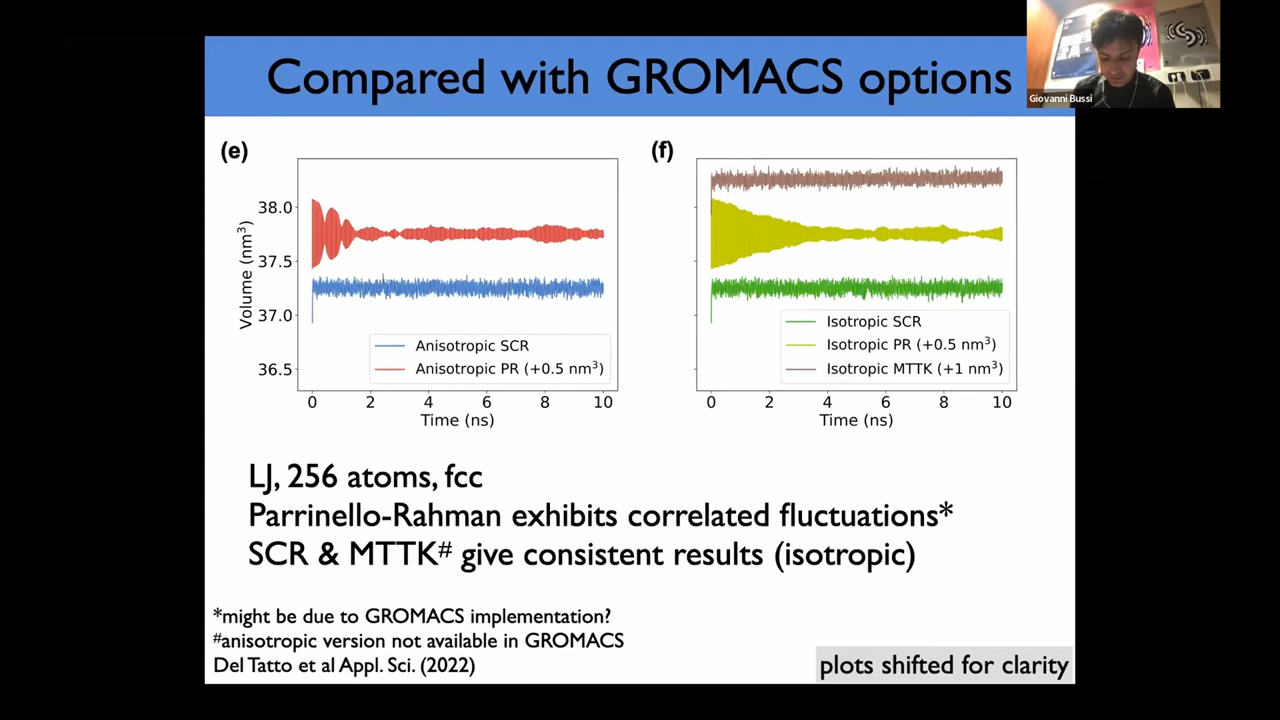 Compared with GROMACS options
Giovanni Bussi
(e)
38.0
37.5
37.0
36.5
Volume (nm³)
Anisotropic SCR
Anisotropic PR (+0.5 nm³)
0 2 4 6 8 10
Time (ns)
(f)
Isotropic SCR
Isotropic PR (+0.5 nm³)
Isotropic MTTK (+1 nm³)
0 2 4 6 8 10
Time (ns)
LJ, 256 atoms, fcc
Parrinello-Rahman exhibits correlated fluctuations*
SCR & MTTK# give consistent results (isotropic)
*might be due to GROMACS implementation?
#anisotropic version not available in GROMACS
Del Tatto et al Appl. Sci. (2022)
plots shifted for clarity